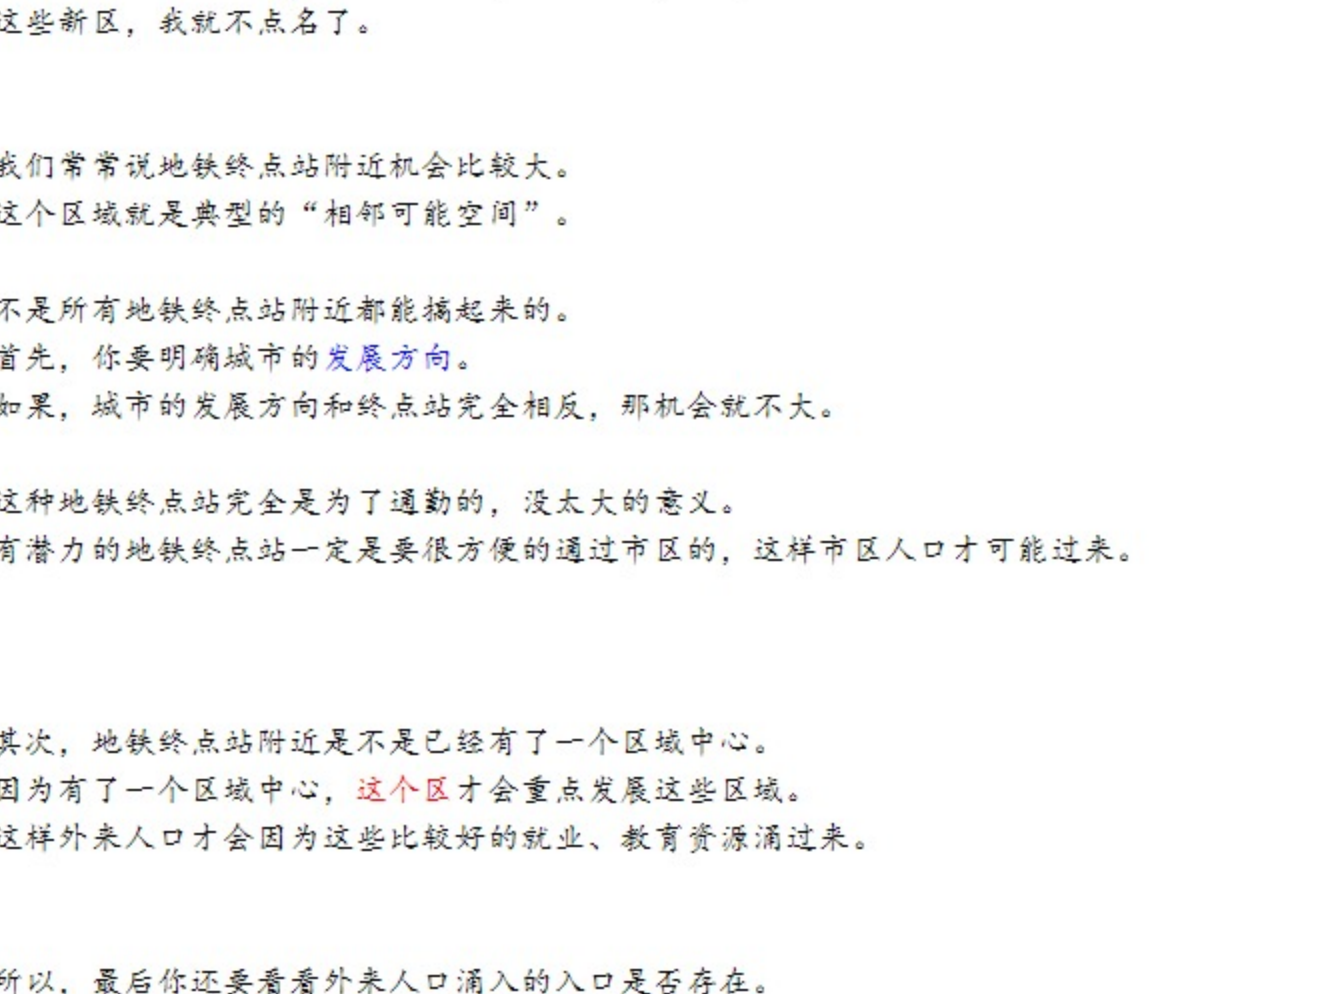 这些新区，我就不点名了。
我们常常说地铁终点站附近机会比较大。
这个区域就是典型的“相邻可能空间”。
不是所有地铁终点站附近都能搞起来的。
首先，你要明确城市的发展方向。
如果，城市的发展方向和终点站完全相反，那机会就不大。
这种地铁终点站完全是为了通勤的，没太大的意义。
有潜力的地铁终点站一定是要很方便的通过市区的，这样市区人口才可能过来。
其次，地铁终点站附近是不是已经有了一个区域中心。
因为有了一个区域中心，这个区才会重点发展这些区域。
这样外来人口才会因为这些比较好的就业、教育资源涌过来。
所以，最后你还要看看外来人口涌入的入口是否存在。